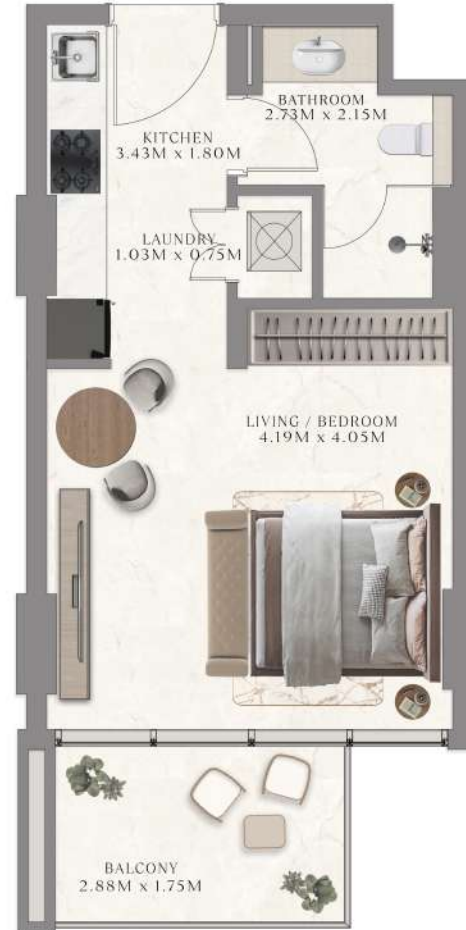 BATHROOM
2.73M x 2.15M
KITCHEN
3.43M x 1.80M
LAUNDRY
1.03M x 0.75M
LIVING / BEDROOM
4.19M x 4.05M
BALCONY
2.88M x 1.75M